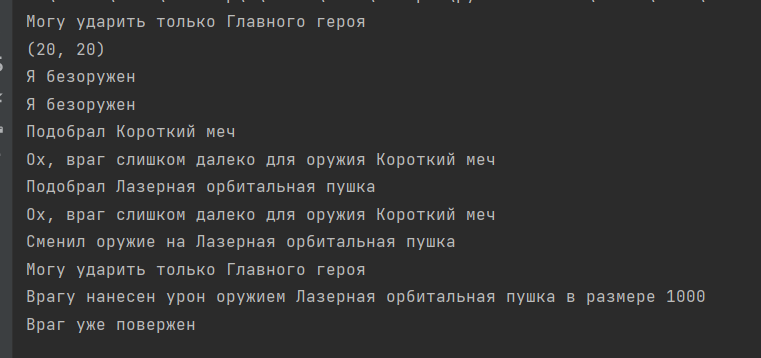 Могу ударить только Главного героя
(20, 20)
Я безоружен
Я безоружен
Подобрал Короткий меч
Ох, враг слишком далеко для оружия Короткий меч
Подобрал Лазерная орбитальная пушка
Ох, враг слишком далеко для оружия Короткий меч
Сменил оружие на Лазерная орбитальная пушка
Могу ударить только Главного героя
Врагу нанесен урон оружием Лазерная орбитальная пушка в размере 1000
Враг уже повержен